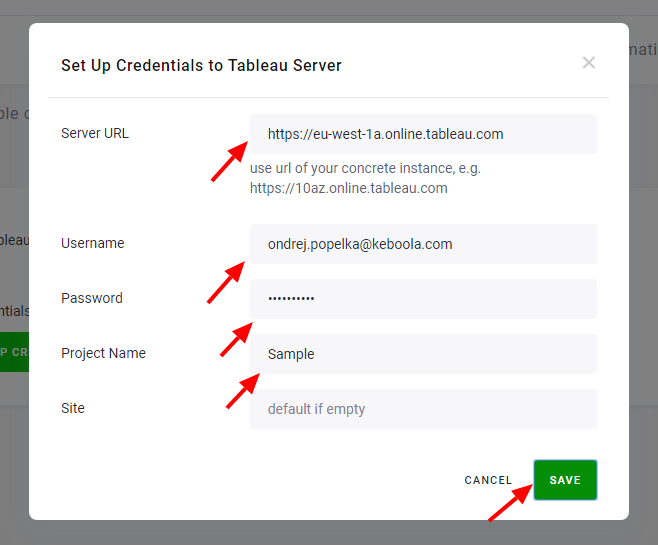 Set Up Credentials to Tableau Server
Server URL
https://eu-west-1a.online.tableau.com
use url of your concrete instance, e.g.
https://10az.online.tableau.com
Username
ondrej.popelka@keboola.com
Password
••••••••••
Project Name
Sample
Site
default if empty
CANCEL
SAVE